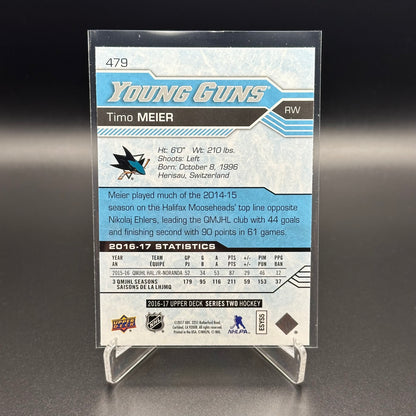 479
YOUNG GUNS
Timo MEIER
RW
Ht: 6'0" Wt: 210 lbs.
Shoots: Left
Born: October 8, 1996
Herisau, Switzerland
Meier played much of the 2014-15
season on the Halifax Mooseheads' top line opposite
Nikolaj Ehlers, leading the QMJHL club with 44 goals
and finishing second with 90 points in 61 games.
2016-17 STATISTICS
YEAR TEAM GP G A PTS +/- PIM PPG
AN ÉQUIPE PJ B A PTS +/- PUN BAN
2015-16 QMJHL HAL./R-NORANDA 52 34 53 87 29 46 12
3 QMJHL SEASONS 179 95 116 211 59 153 37
SAISONS DE LA LHJMQ
2016-17 UPPER DECK SERIES TWO HOCKEY
UPPER DECK
NHL
NHLPA
ESYS5